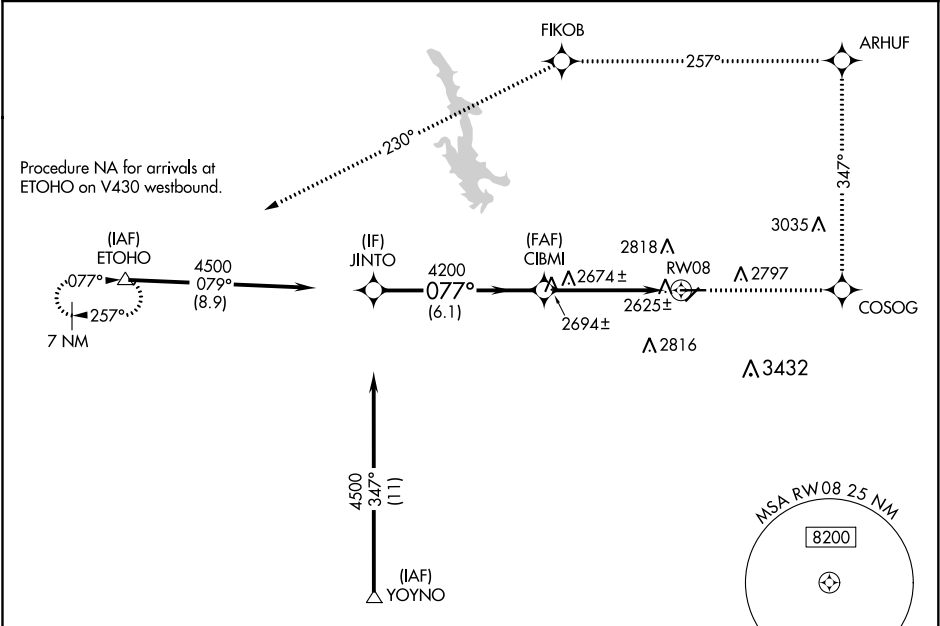 FIKOB
ARHUF
257°
230°
347°
Procedure NA for arrivals at
ETOHO on V430 westbound.
3035
(IAF)
ETOHO
4500
079°
(8.9)
077°
257°
7 NM
(IF)
JINTO
4200
077°
(6.1)
(FAF)
CIBMI
2818
2674±
RW08
2797
2625±
2694±
COSOG
2816
3432
4500
347°
(11)
(IAF)
YOYNO
MSA RW08 25 NM
8200